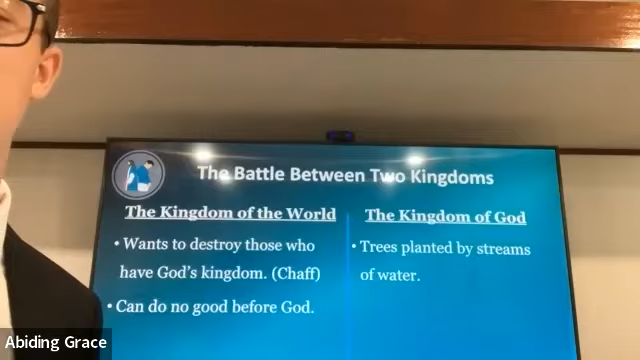 The Battle Between Two Kingdoms
The Kingdom of the World
• Wants to destroy those who
have God's kingdom. (Chaff)
• Can do no good before God.
The Kingdom of God
• Trees planted by streams
of water.
Abiding Grace